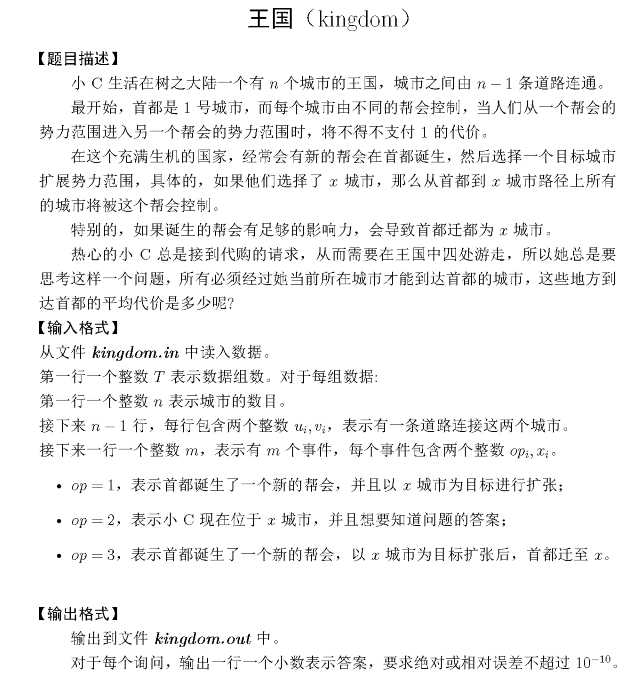 王国（kingdom）
【题目描述】
小 C 生活在树之大陆一个有 n 个城市的王国，城市之间由 n − 1 条道路连通。
最开始，首都是 1 号城市，而每个城市由不同的帮会控制，当人们从一个帮会的
势力范围进入另一个帮会的势力范围时，将不得不支付 1 的代价。
在这个充满生机的国家，经常会有新的帮会在首都诞生，然后选择一个目标城市
扩展势力范围，具体的，如果他们选择了 x 城市，那么从首都到 x 城市路径上所有
的城市将被这个帮会控制。
特别的，如果诞生的帮会有足够的影响力，会导致首都迁都为 x 城市。
热心的小 C 总是接到代购的请求，从而需要在王国中四处游走，所以她总是要
思考这样一个问题，所有必须经过她当前所在城市才能到达首都的城市，这些地方到
达首都的平均代价是多少呢?
【输入格式】
从文件 kingdom.in 中读入数据。
第一行一个整数 T 表示数据组数。对于每组数据:
第一行一个整数 n 表示城市的数目。
接下来 n − 1 行，每行包含两个整数 u_i, v_i，表示有一条道路连接这两个城市。
接下来一行一个整数 m，表示有 m 个事件，每个事件包含两个整数 op_i, x_i。
• op = 1，表示首都诞生了一个新的帮会，并且以 x 城市为目标进行扩张；
• op = 2，表示小 C 现在位于 x 城市，并且想要知道问题的答案；
• op = 3，表示首都诞生了一个新的帮会，以 x 城市为目标扩张后，首都迁至 x。
【输出格式】
输出到文件 kingdom.out 中。
对于每个询问，输出一行一个小数表示答案，要求绝对或相对误差不超过 10^{−10}。